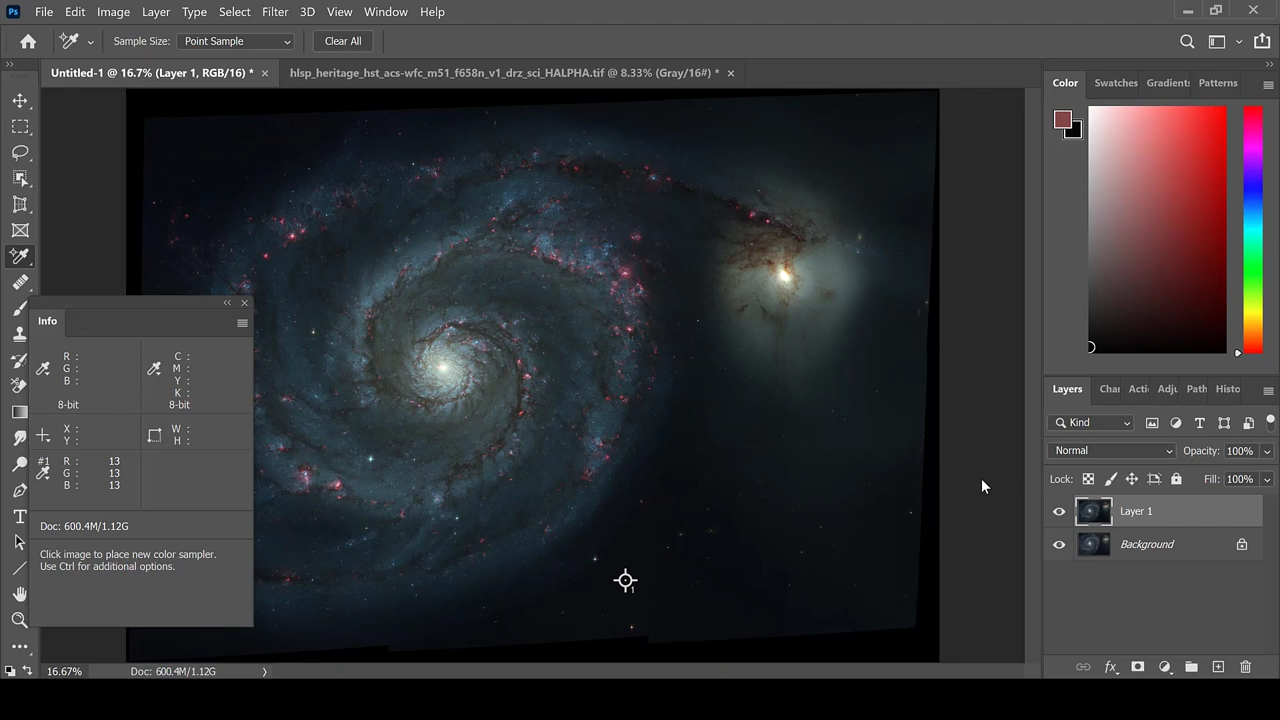 Ps File Edit Image Layer Type Select Filter 3D View Window Help
Sample Size: Point Sample Clear All
Untitled-1 @ 16.7% (Layer 1, RGB/16) * × hlsp_heritage_hst_acs-wfc_m51_f658n_v1_drz_sci_HALPHA.tif @ 8.33% (Gray/16#) * ×
Color Swatches Gradients Patterns
Info
R : C :
G : M :
B : Y :
K :
8-bit 8-bit
X : W :
Y : H :
#1 R : 13
G : 13
B : 13
Doc: 600.4M/1.12G
Click image to place new color sampler.
Use Ctrl for additional options.
1
Layers Char Acti Adju Path Histo
Kind
Normal Opacity: 100%
Lock: Fill: 100%
Layer 1
Background
fx
16.67% Doc: 600.4M/1.12G